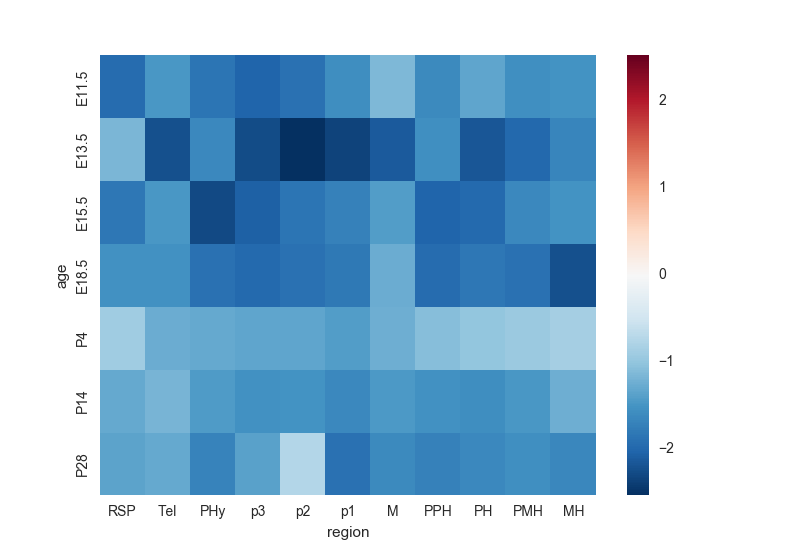 E11.5
E13.5
E15.5
E18.5
P4
P14
P28
age
RSP Tel PHy p3 p2 p1 M PPH PH PMH MH
region
2
1
0
−1
−2